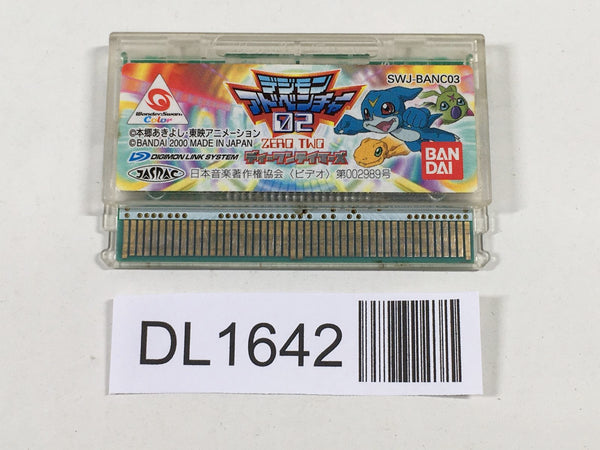 SWJ-BANC03
デジモン
アドベンチャー
02
ZERO TWO
ディーワンテイマーズ
WonderSwan
Color
©本郷あきよし・東映アニメーション
©BANDAI 2000 MADE IN JAPAN
DIGIMON LINK SYSTEM
JASRAC
日本音楽著作権協会（ビデオ）第002989号
BAN
DAI
DL1642